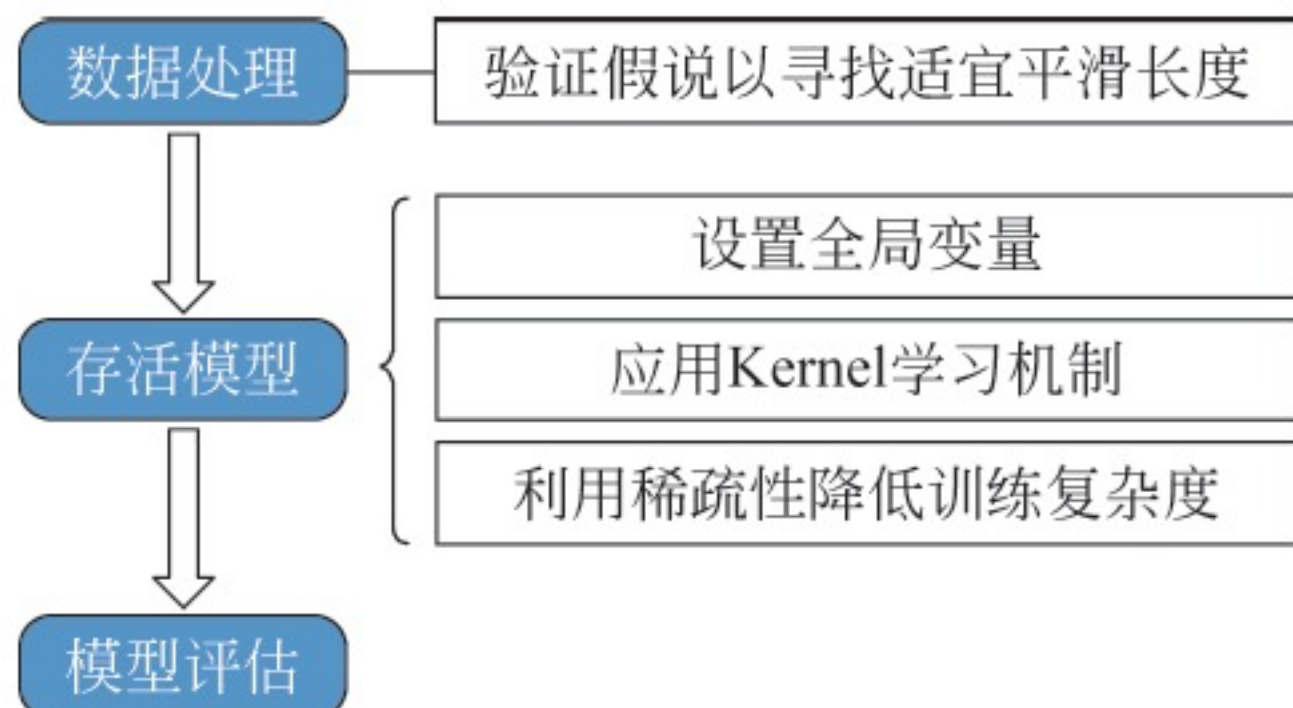 数据处理
验证假说以寻找适宜平滑长度
设置全局变量
存活模型
应用Kernel学习机制
利用稀疏性降低训练复杂度
模型评估